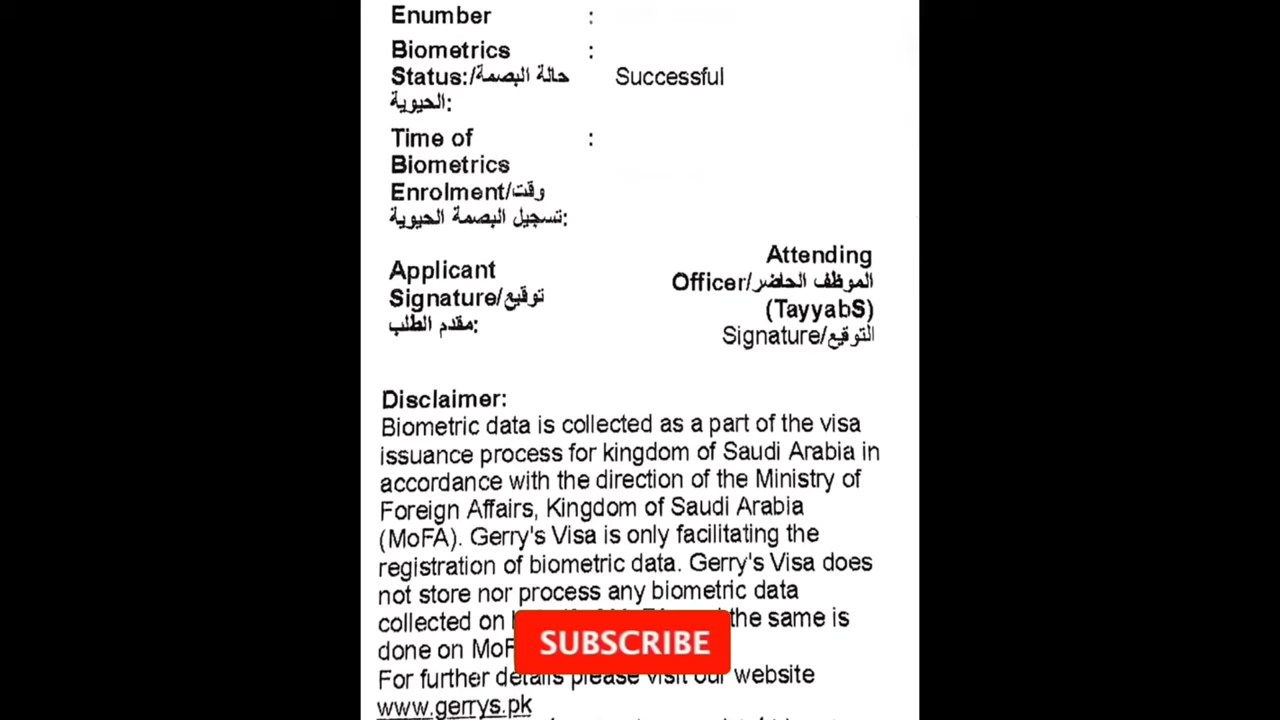 Enumber :
Biometrics :
Status:/حالة البصمة Successful
الحيوية:
Time of :
Biometrics
Enrolment/وقت
تسجيل البصمة الحيوية:
Applicant
Signature/توقيع
مقدم الطلب:
Attending
Officer/الموظف الحاضر
(TayyabS)
Signature/التوقيع
Disclaimer:
Biometric data is collected as a part of the visa
issuance process for kingdom of Saudi Arabia in
accordance with the direction of the Ministry of
Foreign Affairs, Kingdom of Saudi Arabia
(MoFA). Gerry's Visa is only facilitating the
registration of biometric data. Gerry's Visa does
not store nor process any biometric data
collected on the same is
done on
SUBSCRIBE
For further details please visit our website
www.gerrys.pk